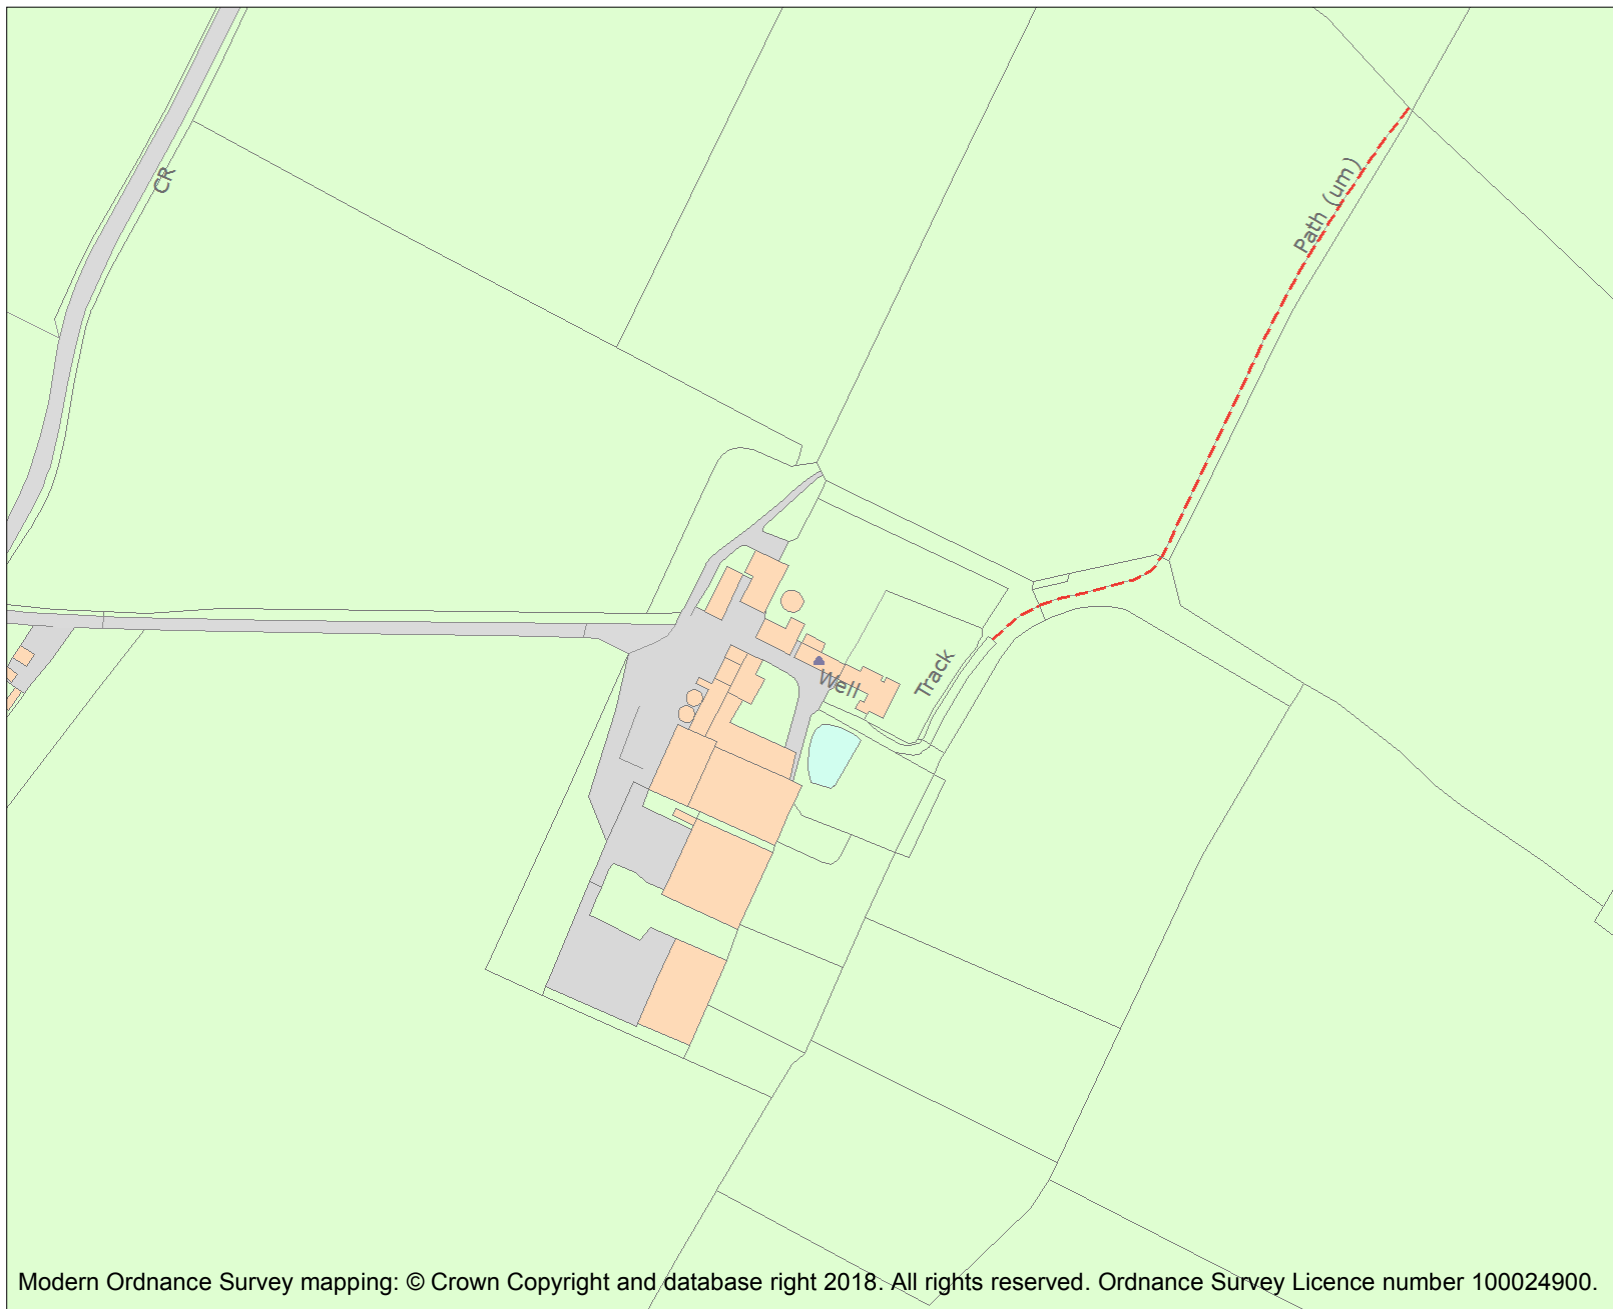 CR
Path (um)
Track
Well
Modern Ordnance Survey mapping: © Crown Copyright and database right 2018. All rights reserved. Ordnance Survey Licence number 100024900.